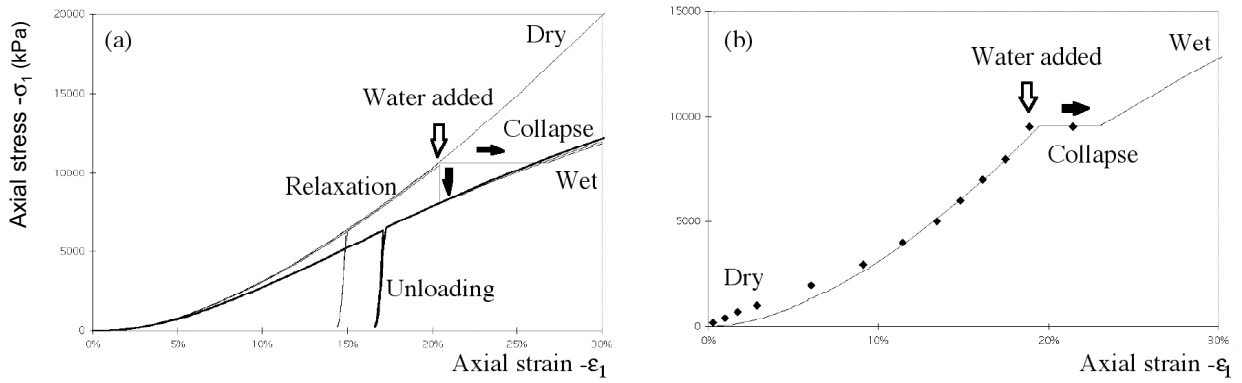 (a)
Axial stress -σ1 (kPa)
20000
15000
10000
5000
0
Dry
Water added
Collapse
Relaxation
Wet
Unloading
0% 5% 10% 15% 20% 25% 30%
Axial strain -ε1
(b)
15000
10000
5000
0
Wet
Water added
Collapse
Dry
0% 10% 20% 30%
Axial strain -ε1